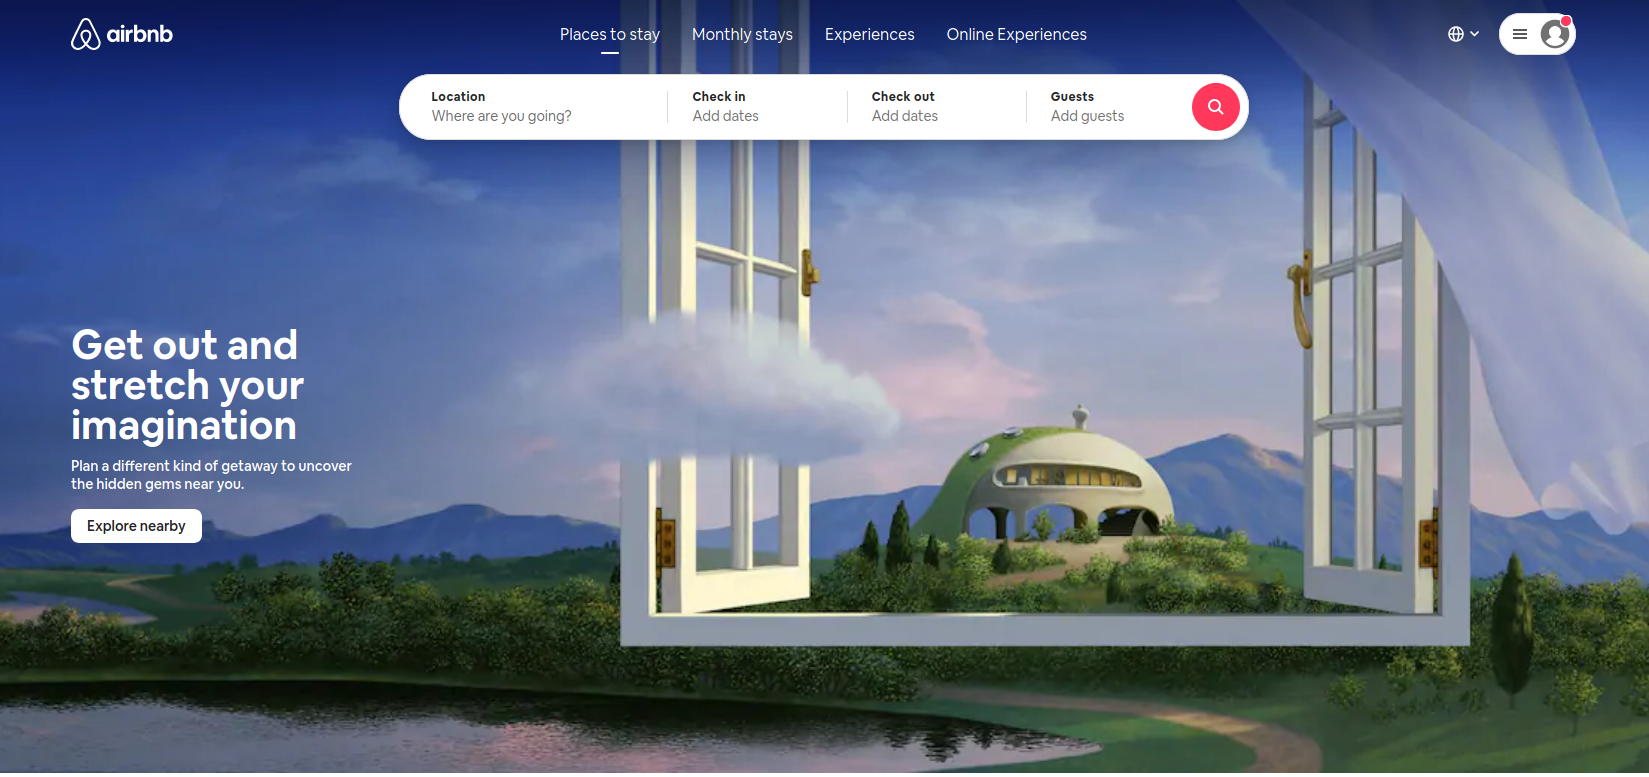 airbnb
Places to stay
Monthly stays
Experiences
Online Experiences
Location
Where are you going?
Check in
Add dates
Check out
Add dates
Guests
Add guests
Get out and
stretch your
imagination
Plan a different kind of getaway to uncover
the hidden gems near you.
Explore nearby